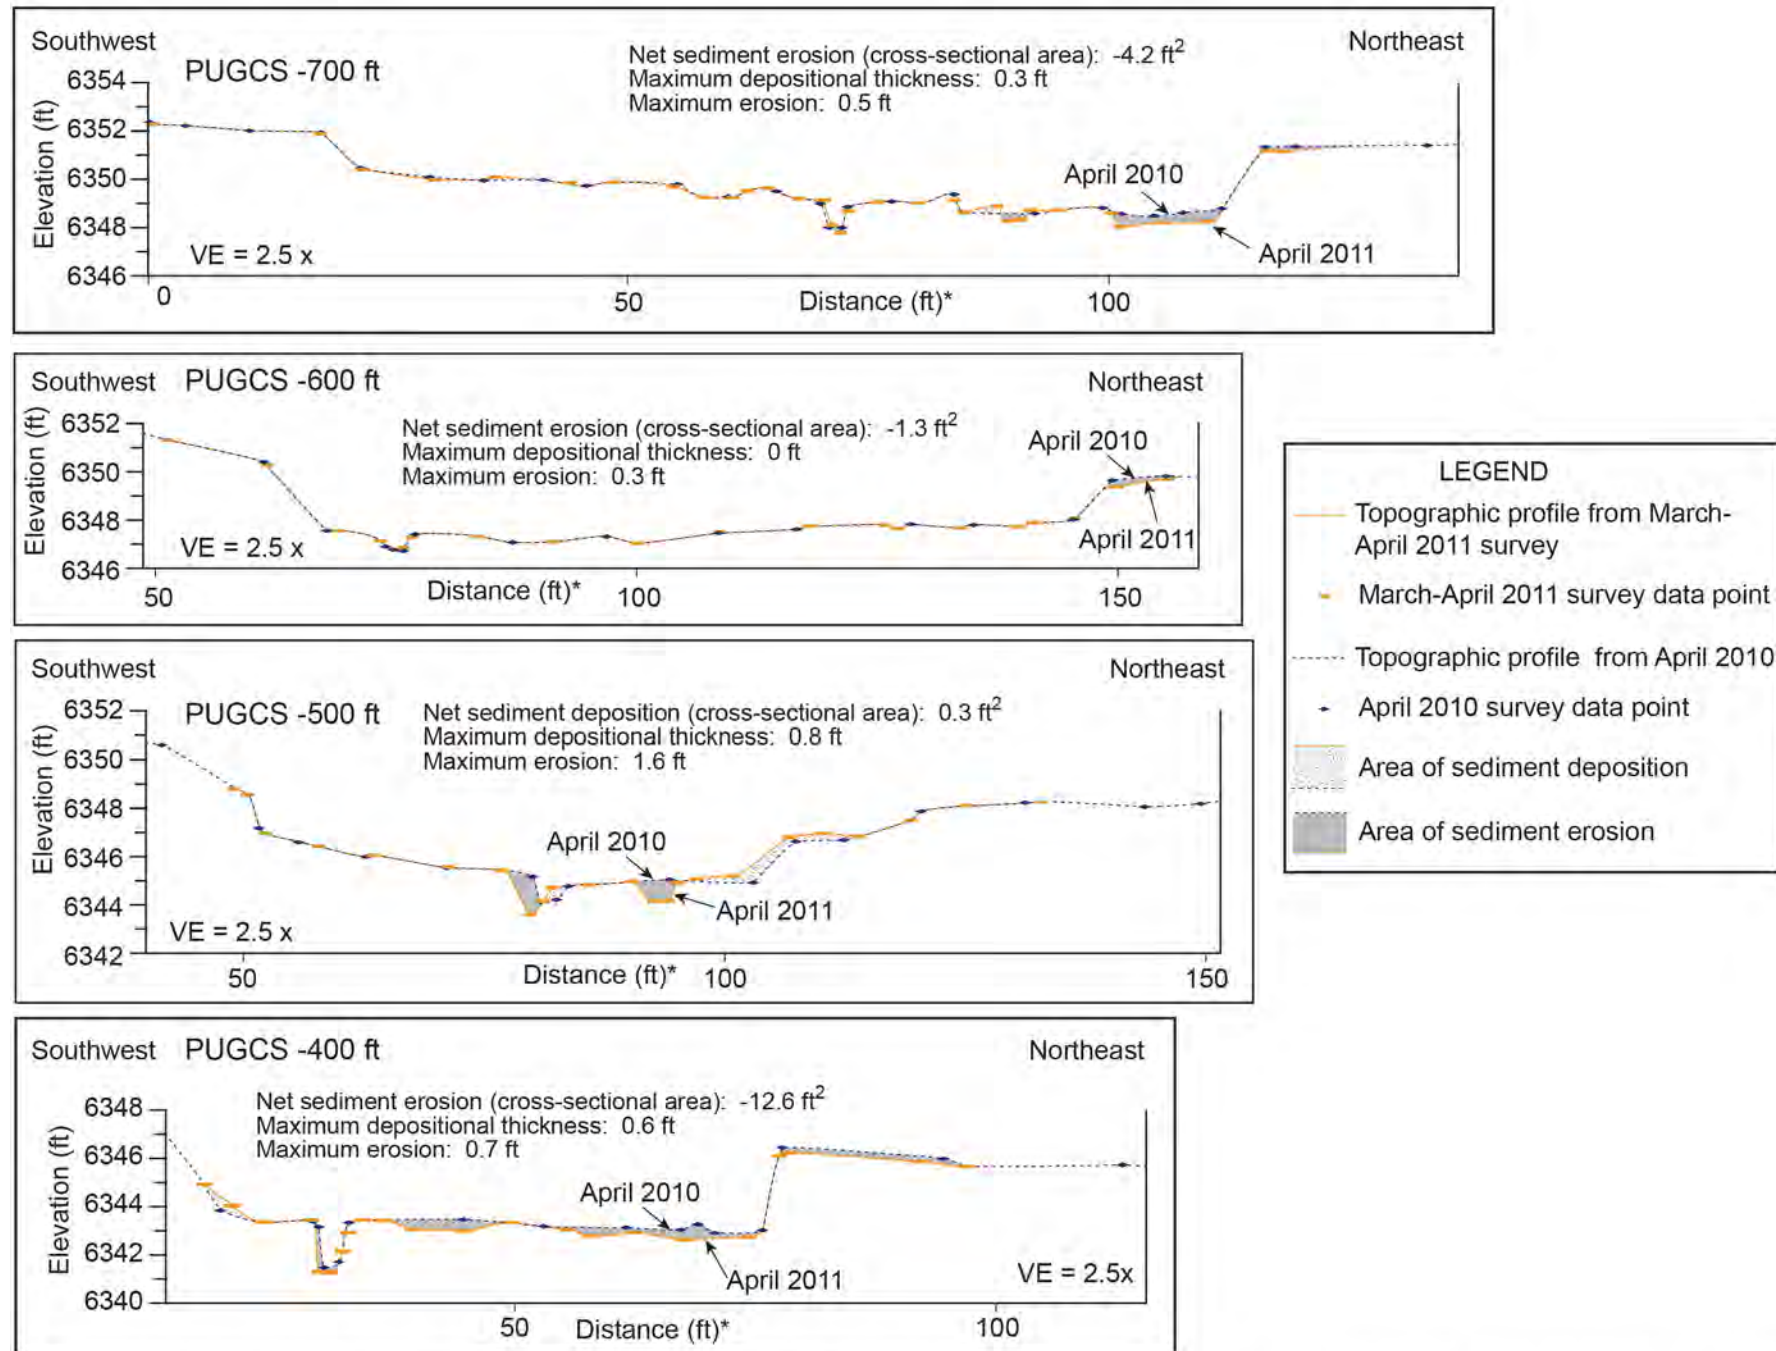 Southwest
Northeast
PUGCS -700 ft
Net sediment erosion (cross-sectional area): -4.2 ft2
Maximum depositional thickness: 0.3 ft
Maximum erosion: 0.5 ft
Elevation (ft)
6354
6352
6350
6348
6346
April 2010
April 2011
VE = 2.5 x
0
50
Distance (ft)*
100
Southwest
PUGCS -600 ft
Northeast
Net sediment erosion (cross-sectional area): -1.3 ft2
Maximum depositional thickness: 0 ft
Maximum erosion: 0.3 ft
Elevation (ft)
6352
6350
6348
6346
April 2010
April 2011
VE = 2.5 x
50
Distance (ft)*
100
150
Southwest
Northeast
PUGCS -500 ft
Net sediment deposition (cross-sectional area): 0.3 ft2
Maximum depositional thickness: 0.8 ft
Maximum erosion: 1.6 ft
Elevation (ft)
6352
6350
6348
6346
6344
6342
April 2010
April 2011
VE = 2.5 x
50
Distance (ft)*
100
150
Southwest
PUGCS -400 ft
Northeast
Net sediment erosion (cross-sectional area): -12.6 ft2
Maximum depositional thickness: 0.6 ft
Maximum erosion: 0.7 ft
Elevation (ft)
6348
6346
6344
6342
6340
April 2010
April 2011
VE = 2.5x
50
Distance (ft)*
100
LEGEND
Topographic profile from March-
April 2011 survey
March-April 2011 survey data point
Topographic profile from April 2010
April 2010 survey data point
Area of sediment deposition
Area of sediment erosion